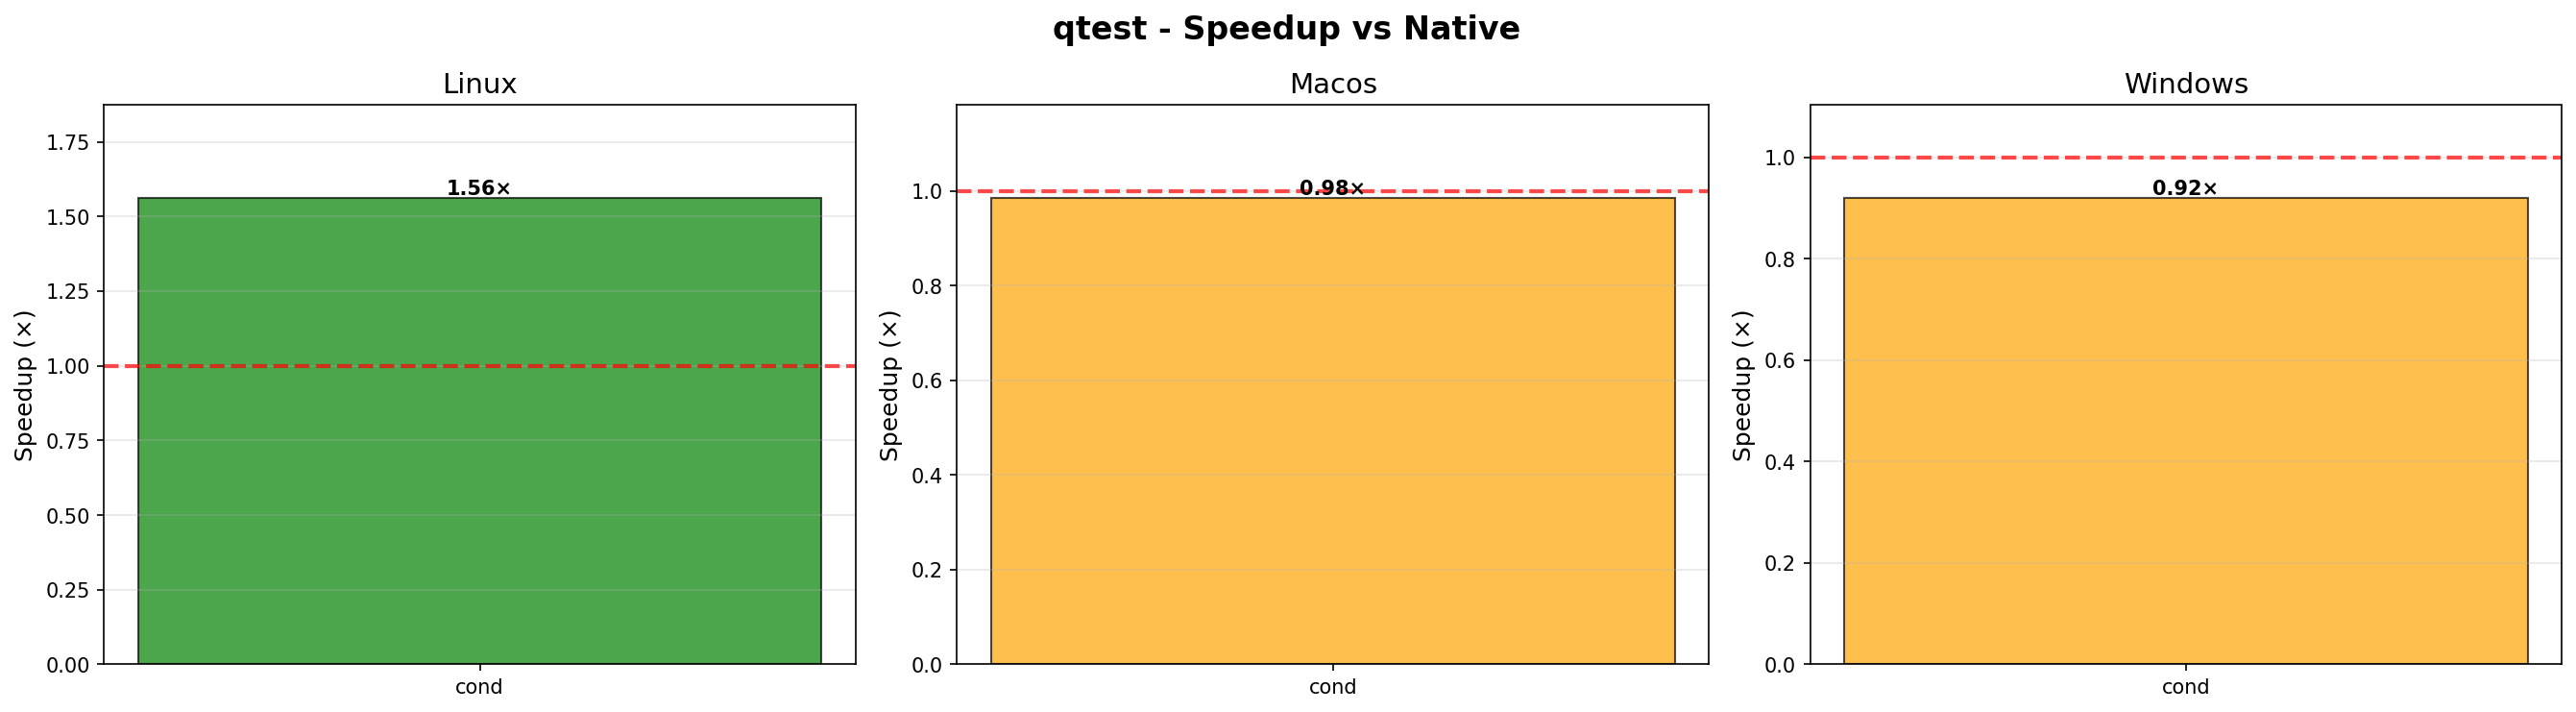 qtest - Speedup vs Native
Linux
Speedup (×)
1.75
1.50
1.25
1.00
0.75
0.50
0.25
0.00
1.56×
cond
Macos
Speedup (×)
1.0
0.8
0.6
0.4
0.2
0.0
0.98×
cond
Windows
Speedup (×)
1.0
0.8
0.6
0.4
0.2
0.0
0.92×
cond